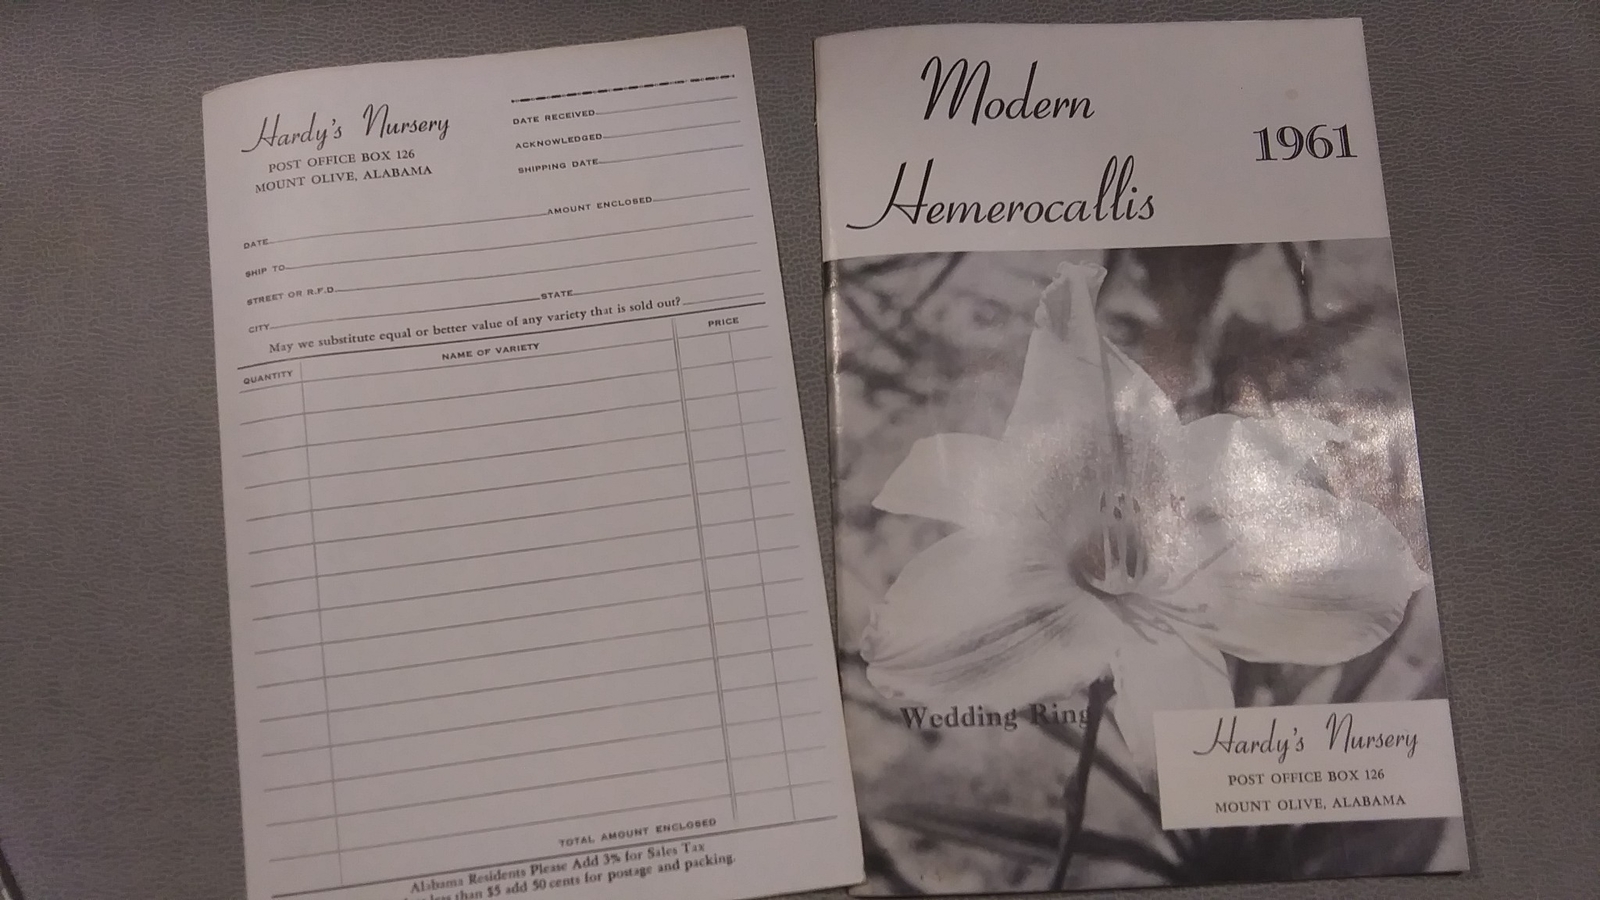 Hardy's Nursery
POST OFFICE BOX 126
MOUNT OLIVE, ALABAMA
DATE RECEIVED
ACKNOWLEDGED
SHIPPING DATE
DATE AMOUNT ENCLOSED
SHIP TO
STREET OR R.F.D.
CITY STATE
May we substitute equal or better value of any variety that is sold out?
QUANTITY NAME OF VARIETY PRICE
TOTAL AMOUNT ENCLOSED
Alabama Residents Please Add 3% for Sales Tax
less than $5 add 50 cents for postage and packing.
Modern
1961
Hemerocallis
Wedding Ring
Hardy's Nursery
POST OFFICE BOX 126
MOUNT OLIVE, ALABAMA